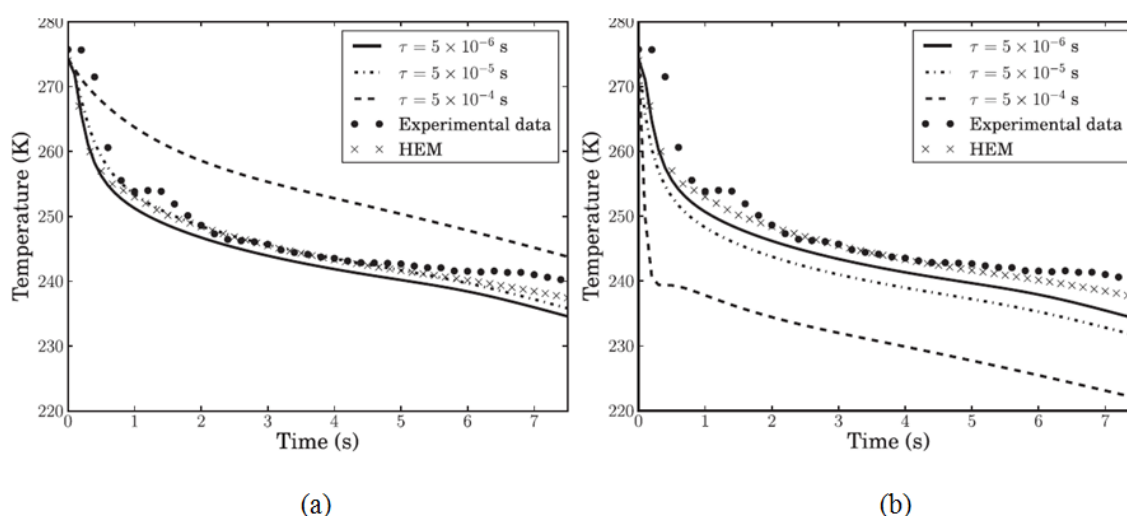 280
270
260
250
240
230
220
Temperature (K)
0 1 2 3 4 5 6 7
Time (s)
τ = 5 × 10⁻⁶ s
τ = 5 × 10⁻⁵ s
τ = 5 × 10⁻⁴ s
Experimental data
HEM
(a)
280
270
260
250
240
230
220
Temperature (K)
0 1 2 3 4 5 6 7
Time (s)
τ = 5 × 10⁻⁶ s
τ = 5 × 10⁻⁵ s
τ = 5 × 10⁻⁴ s
Experimental data
HEM
(b)